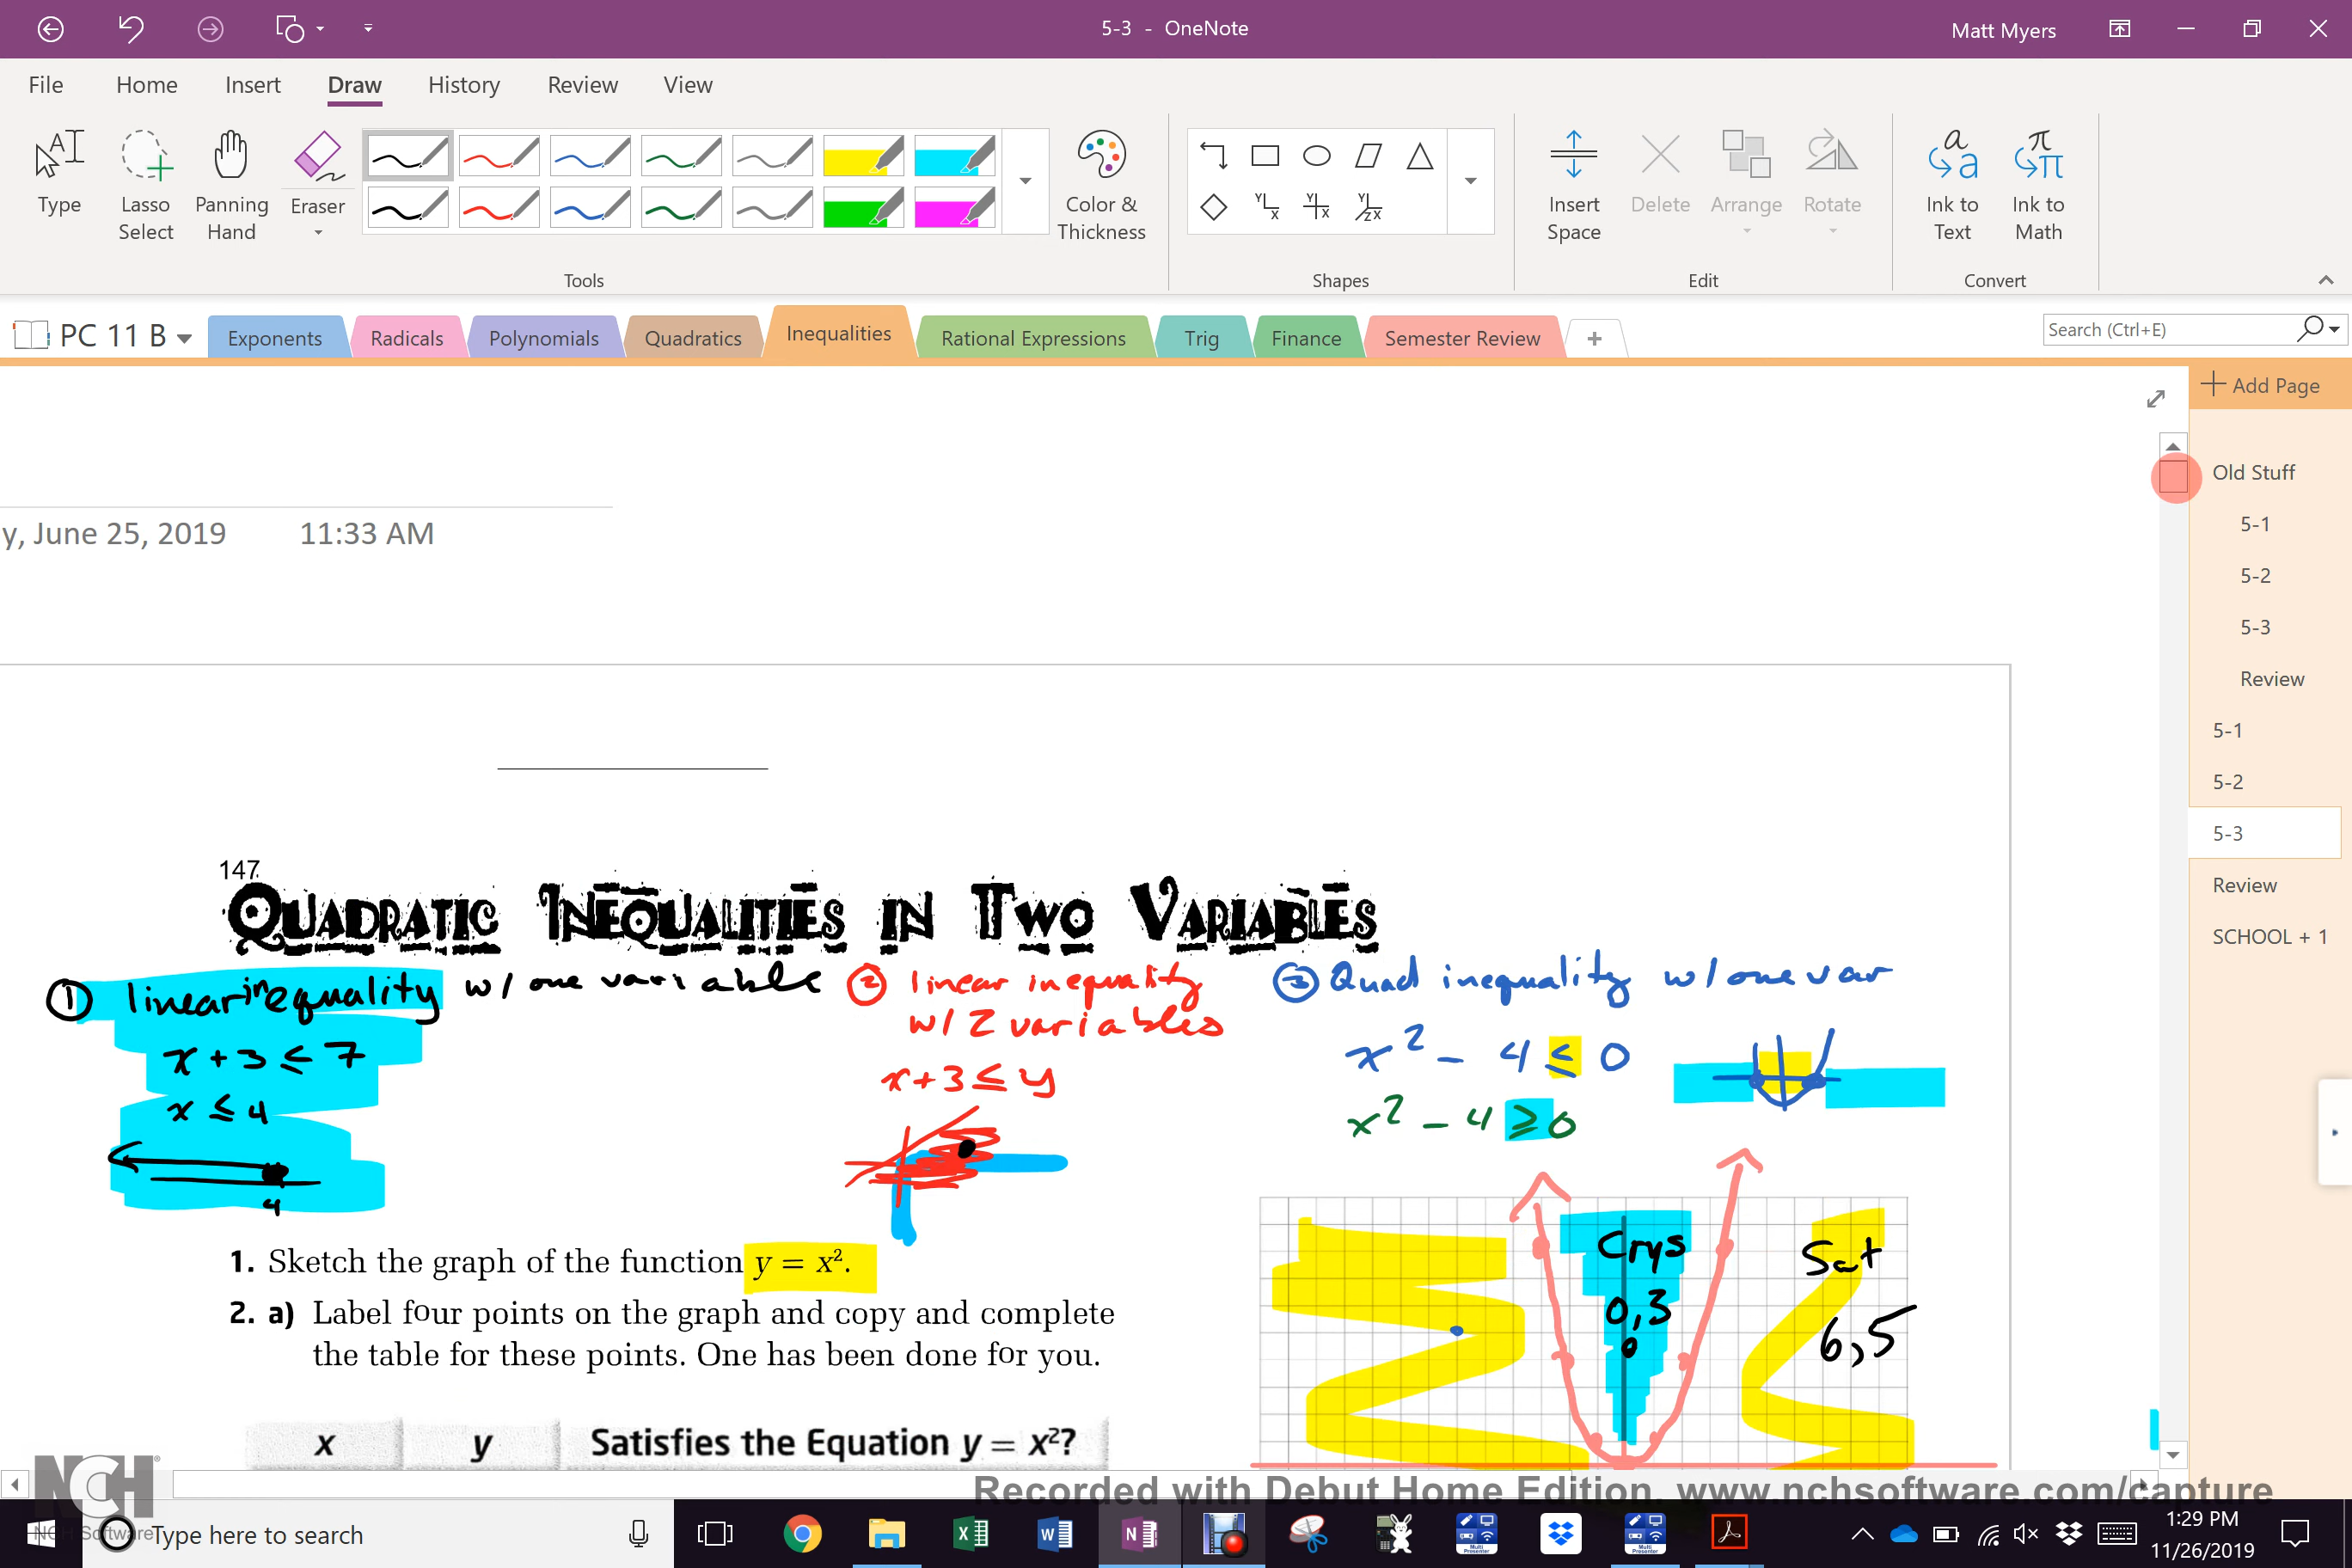 5-3 - OneNote
Matt Myers
File Home Insert Draw History Review View
Type
Lasso Select
Panning Hand
Eraser
Color & Thickness
Insert Space
Delete
Arrange
Rotate
Ink to Text
Ink to Math
Tools
Shapes
Edit
Convert
PC 11 B
Exponents Radicals Polynomials Quadratics Inequalities Rational Expressions Trig Finance Semester Review +
Search (Ctrl+E)
Add Page
Old Stuff
5-1
5-2
5-3
Review
5-1
5-2
5-3
Review
SCHOOL + 1
y, June 25, 2019 11:33 AM
147
Quadratic Inequalities in Two Variables
① linear inequality w/ one variable
x + 3 ≤ 7
x ≤ 4
4
② linear inequality
w/ 2 variables
x + 3 ≤ y
③ Quad inequality w/ one var
x² - 4 ≤ 0
x² - 4 ≥ 0
Crys
0,3
Sat
6,5
1. Sketch the graph of the function y = x².
2. a) Label four points on the graph and copy and complete
the table for these points. One has been done for you.
x y Satisfies the Equation y = x²?
NCH
NCH Software
Recorded with Debut Home Edition. www.nchsoftware.com/capture
Type here to search
1:29 PM
11/26/2019